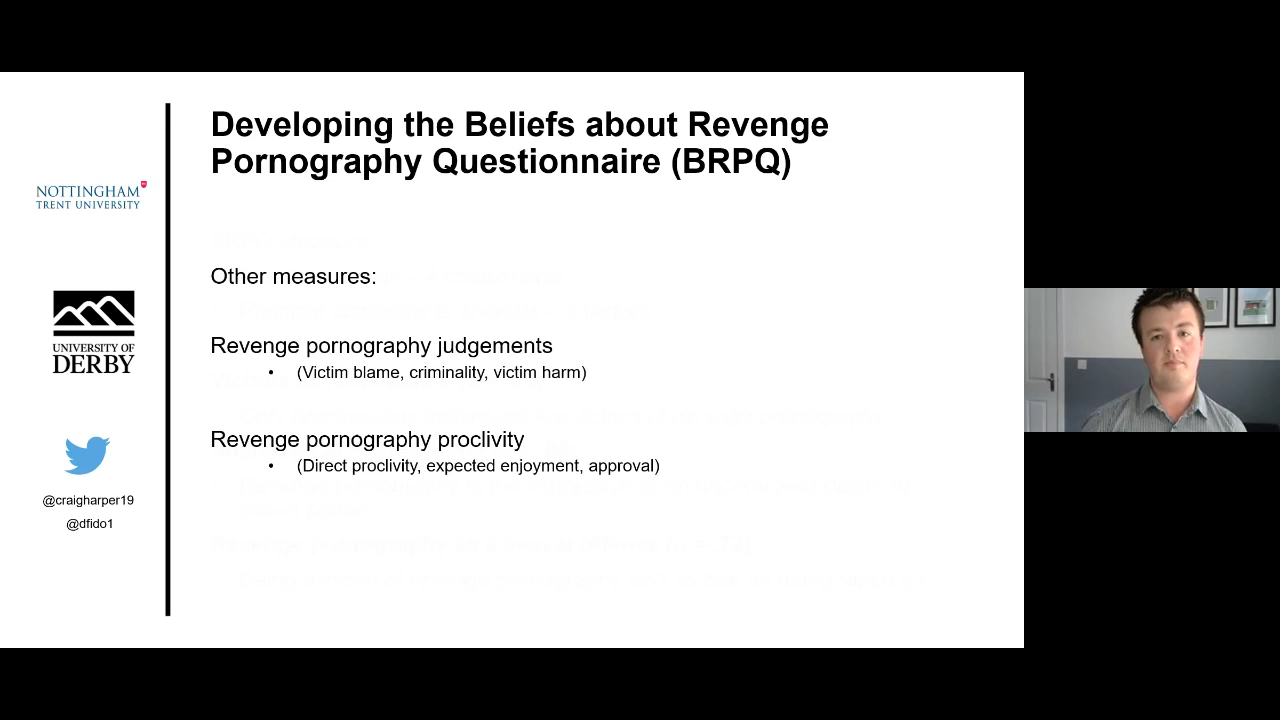 Developing the Beliefs about Revenge
Pornography Questionnaire (BRPQ)
NOTTINGHAM
TRENT UNIVERSITY
Other measures:
UNIVERSITY OF
DERBY
Revenge pornography judgements
• (Victim blame, criminality, victim harm)
Revenge pornography proclivity
• (Direct proclivity, expected enjoyment, approval)
@craigharper19
@dfido1